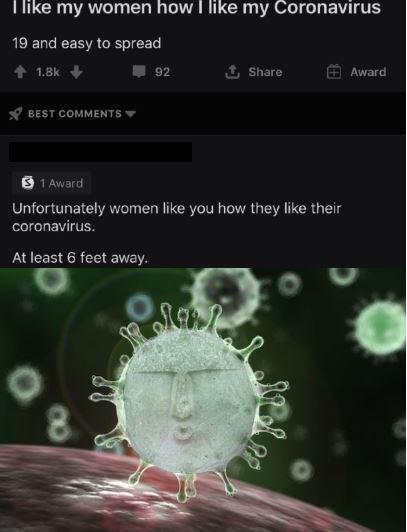 I like my women how I like my Coronavirus
19 and easy to spread
1.8k 92 Share Award
BEST COMMENTS
1 Award
Unfortunately women like you how they like their
coronavirus.
At least 6 feet away.